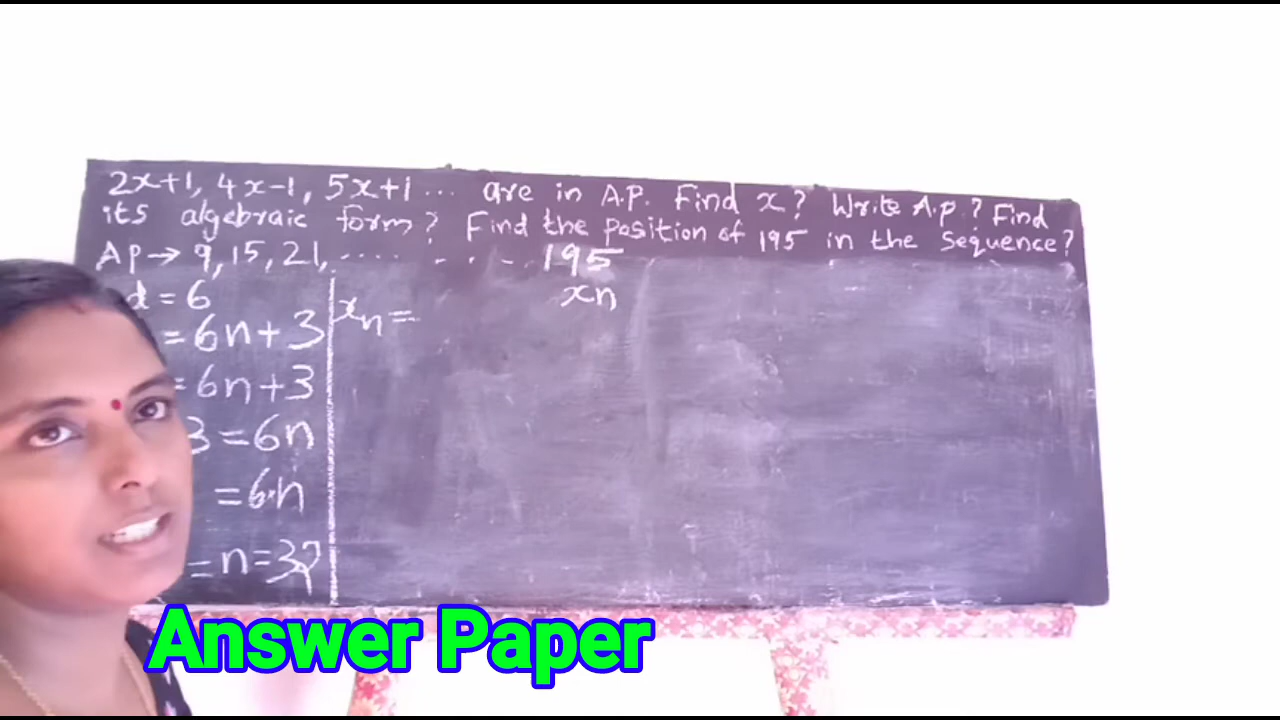 2x+1, 4x-1, 5x+1 ... are in A.P. Find x? Write A.p.? Find
its algebraic form? Find the position of 195 in the sequence?
AP→ 9, 15, 21, ..... - . . - . 195
d = 6
xn
= 6n+3
xn =
= 6n+3
3 = 6n
= 6×n
= n = 32
Answer Paper